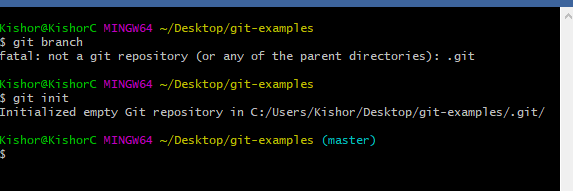 Kishor@KishorC MINGW64 ~/Desktop/git-examples
$ git branch
fatal: not a git repository (or any of the parent directories): .git
Kishor@KishorC MINGW64 ~/Desktop/git-examples
$ git init
Initialized empty Git repository in C:/Users/Kishor/Desktop/git-examples/.git/
Kishor@KishorC MINGW64 ~/Desktop/git-examples (master)
$